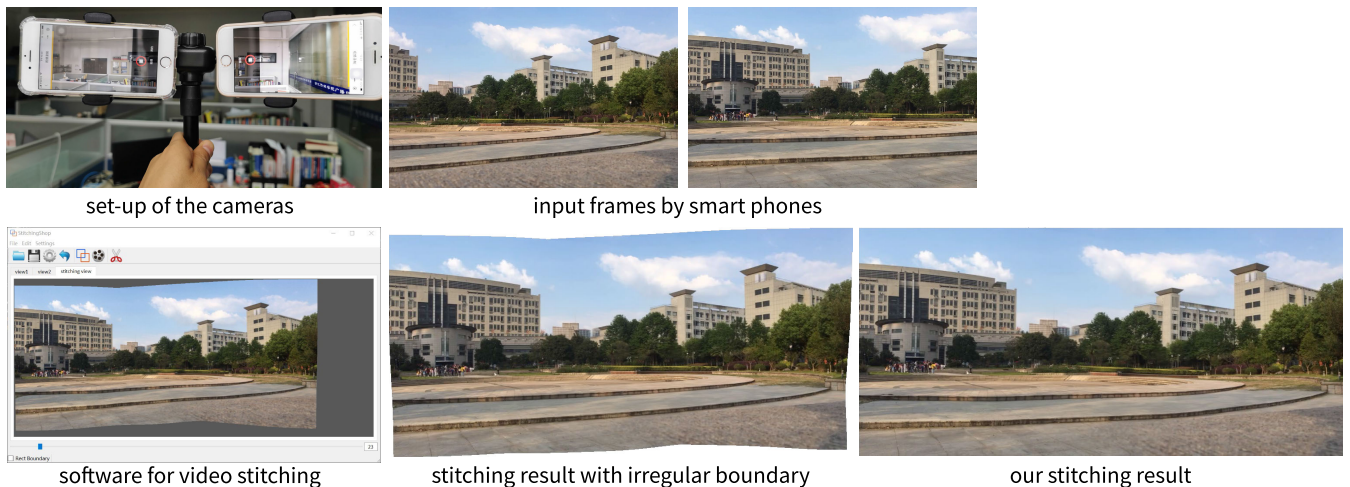 set-up of the cameras
input frames by smart phones
StitchingShop
File Edit Settings
view1 view2 stitching view
23
Rect Boundary
software for video stitching
stitching result with irregular boundary
our stitching result